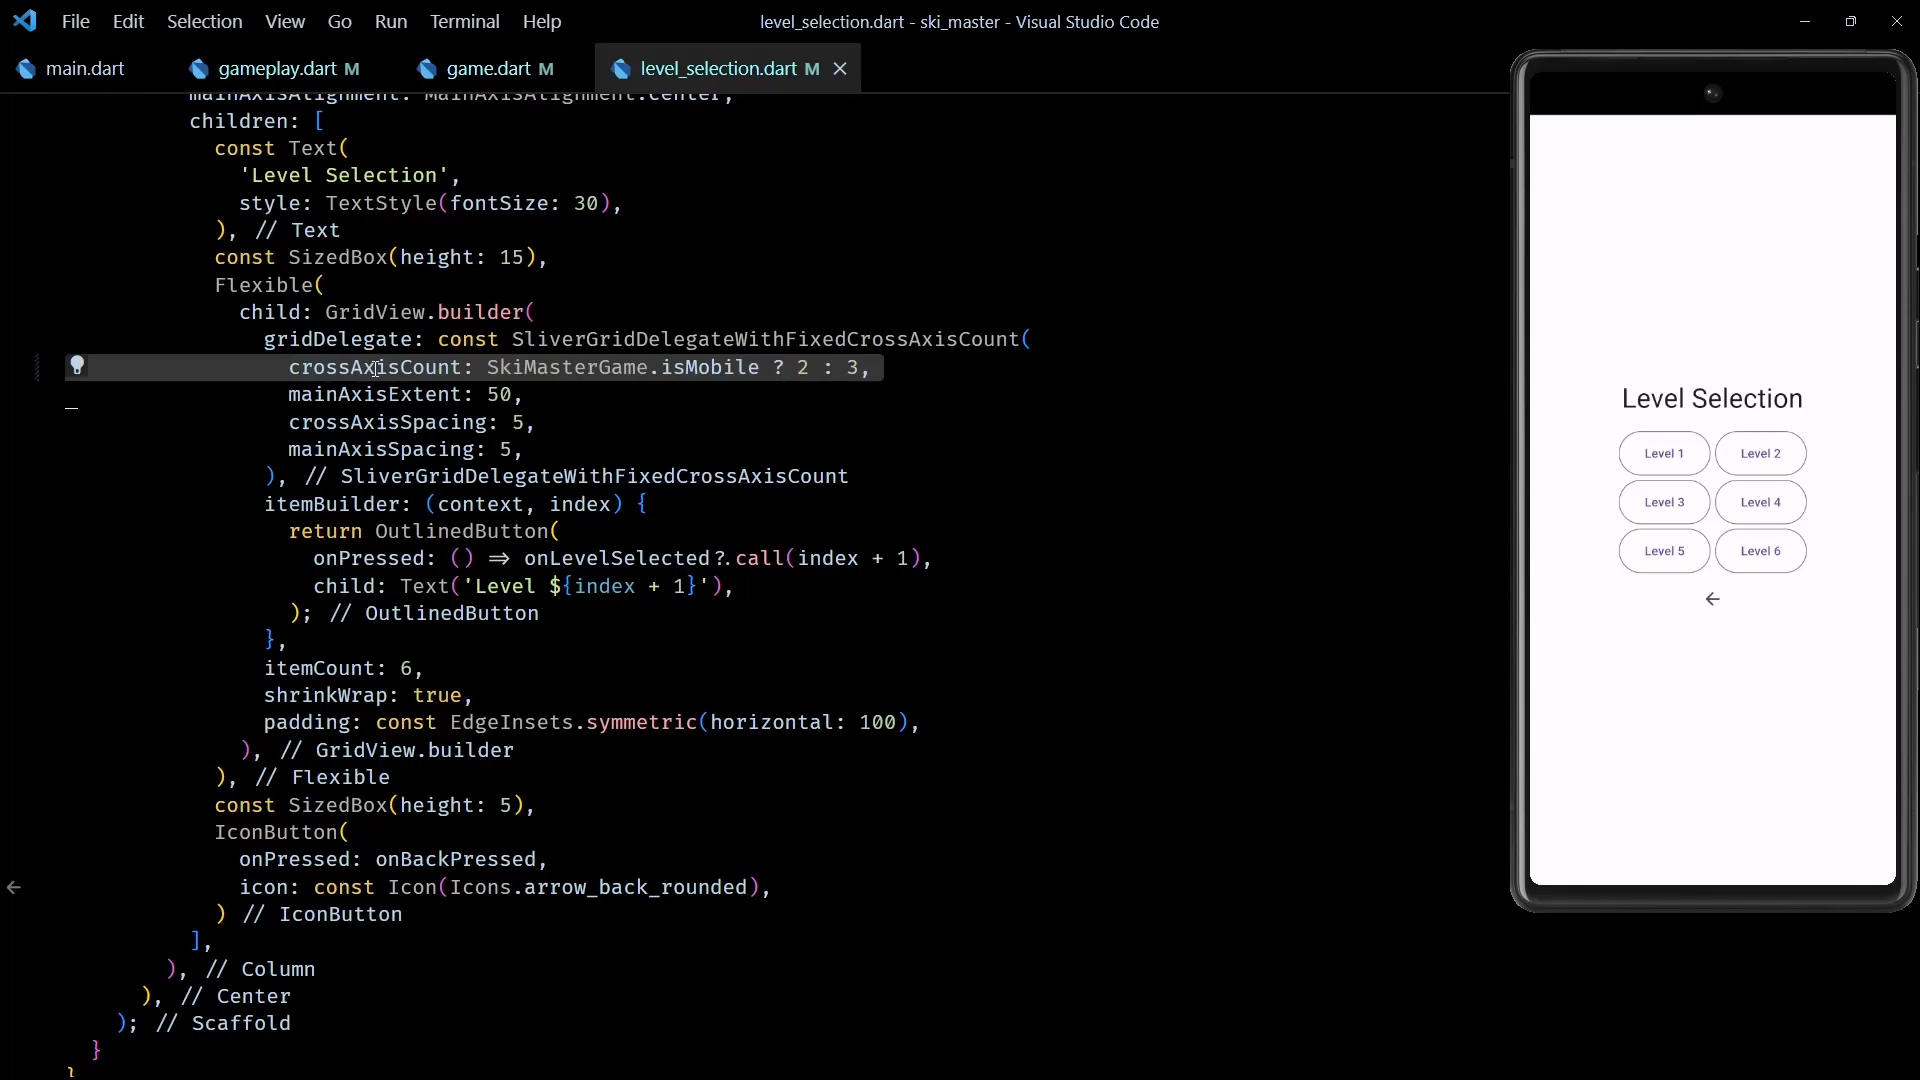 File Edit Selection View Go Run Terminal Help
level_selection.dart - ski_master - Visual Studio Code
main.dart gameplay.dart M game.dart M level_selection.dart M
mainAxisAlignment: MainAxisAlignment.center,
children: [
const Text(
'Level Selection',
style: TextStyle(fontSize: 30),
), // Text
const SizedBox(height: 15),
Flexible(
child: GridView.builder(
gridDelegate: const SliverGridDelegateWithFixedCrossAxisCount(
crossAxisCount: SkiMasterGame.isMobile ? 2 : 3,
mainAxisExtent: 50,
crossAxisSpacing: 5,
mainAxisSpacing: 5,
), // SliverGridDelegateWithFixedCrossAxisCount
itemBuilder: (context, index) {
return OutlinedButton(
onPressed: () => onLevelSelected?.call(index + 1),
child: Text('Level ${index + 1}'),
); // OutlinedButton
},
itemCount: 6,
shrinkWrap: true,
padding: const EdgeInsets.symmetric(horizontal: 100),
), // GridView.builder
), // Flexible
const SizedBox(height: 5),
IconButton(
onPressed: onBackPressed,
icon: const Icon(Icons.arrow_back_rounded),
) // IconButton
],
), // Column
), // Center
); // Scaffold
}
}
Level Selection
Level 1 Level 2
Level 3 Level 4
Level 5 Level 6